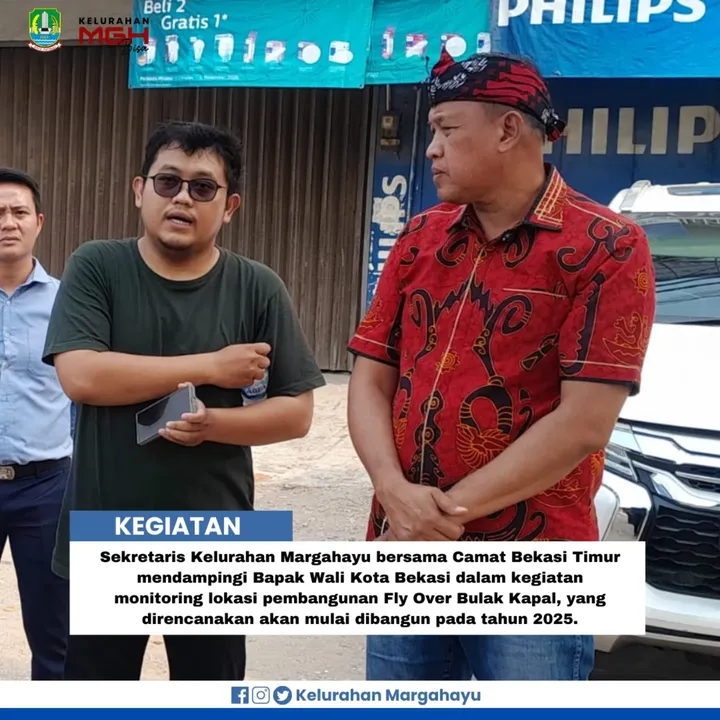 KELURAHAN
MGH
Bisa
Beli 2
Gratis 1*
PHILIPS
PHILIPS
PHILIPS
KEGIATAN
Sekretaris Kelurahan Margahayu bersama Camat Bekasi Timur
mendampingi Bapak Wali Kota Bekasi dalam kegiatan
monitoring lokasi pembangunan Fly Over Bulak Kapal, yang
direncanakan akan mulai dibangun pada tahun 2025.
Kelurahan Margahayu